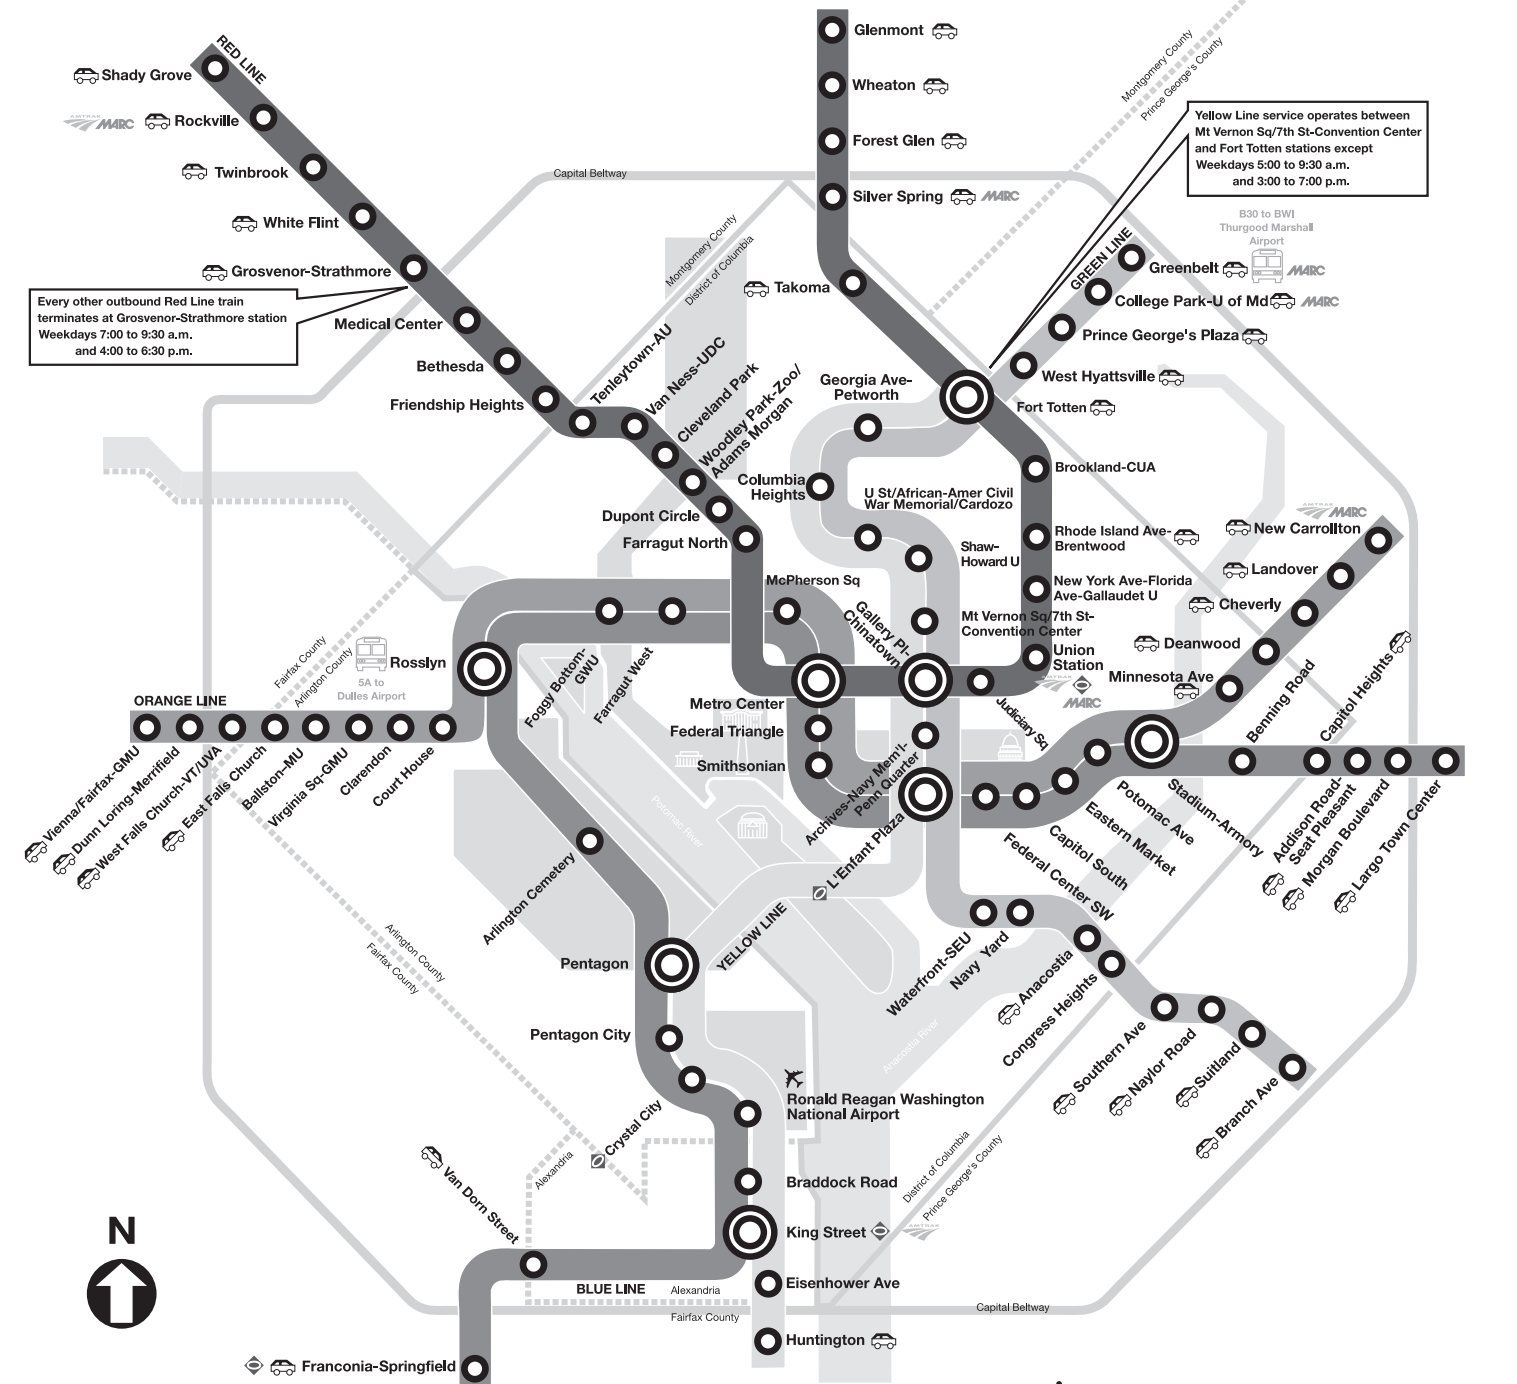 RED LINE
Shady Grove
AMTRAK
MARC
Rockville
Twinbrook
White Flint
Grosvenor-Strathmore
Every other outbound Red Line train
terminates at Grosvenor-Strathmore station
Weekdays 7:00 to 9:30 a.m.
and 4:00 to 6:30 p.m.
Medical Center
Bethesda
Friendship Heights
Tenleytown-AU
Van Ness-UDC
Cleveland Park
Woodley Park-Zoo/
Adams Morgan
Dupont Circle
Farragut North
Capital Beltway
Montgomery County
District of Columbia
Glenmont
Wheaton
Forest Glen
Silver Spring
MARC
Takoma
Montgomery County
Prince George's County
Yellow Line service operates between
Mt Vernon Sq/7th St-Convention Center
and Fort Totten stations except
Weekdays 5:00 to 9:30 a.m.
and 3:00 to 7:00 p.m.
B30 to BWI
Thurgood Marshall
Airport
GREEN LINE
Greenbelt
MARC
College Park-U of Md
MARC
Prince George's Plaza
West Hyattsville
Fort Totten
Georgia Ave-
Petworth
Columbia
Heights
U St/African-Amer Civil
War Memorial/Cardozo
Shaw-
Howard U
Brookland-CUA
Rhode Island Ave-
Brentwood
New York Ave-Florida
Ave-Gallaudet U
Mt Vernon Sq/7th St-
Convention Center
Union
Station
AMTRAK
MARC
AMTRAK
MARC
New Carrollton
Landover
Cheverly
Deanwood
Minnesota Ave
Benning Road
Capitol Heights
McPherson Sq
Gallery Pl-
Chinatown
Fairfax County
Arlington County
5A to
Dulles Airport
Rosslyn
ORANGE LINE
Vienna/Fairfax-GMU
Dunn Loring-Merrifield
West Falls Church-VT/UVA
East Falls Church
Ballston-MU
Virginia Sq-GMU
Clarendon
Court House
Foggy Bottom-
GWU
Farragut West
Metro Center
Federal Triangle
Smithsonian
Judiciary Sq
Archives-Navy Mem'l-
Penn Quarter
L'Enfant Plaza
Potomac River
Federal Center SW
Capitol South
Eastern Market
Potomac Ave
Stadium-Armory
Addison Road-
Seat Pleasant
Morgan Boulevard
Largo Town Center
Arlington Cemetery
YELLOW LINE
Arlington County
Fairfax County
Pentagon
Pentagon City
Crystal City
Waterfront-SEU
Navy Yard
Anacostia
Congress Heights
Southern Ave
Naylor Road
Suitland
Branch Ave
Anacostia River
Ronald Reagan Washington
National Airport
Braddock Road
King Street
AMTRAK
District of Columbia
Prince George's County
Alexandria
Van Dorn Street
N
BLUE LINE
Alexandria
Fairfax County
Eisenhower Ave
Capital Beltway
Huntington
Franconia-Springfield